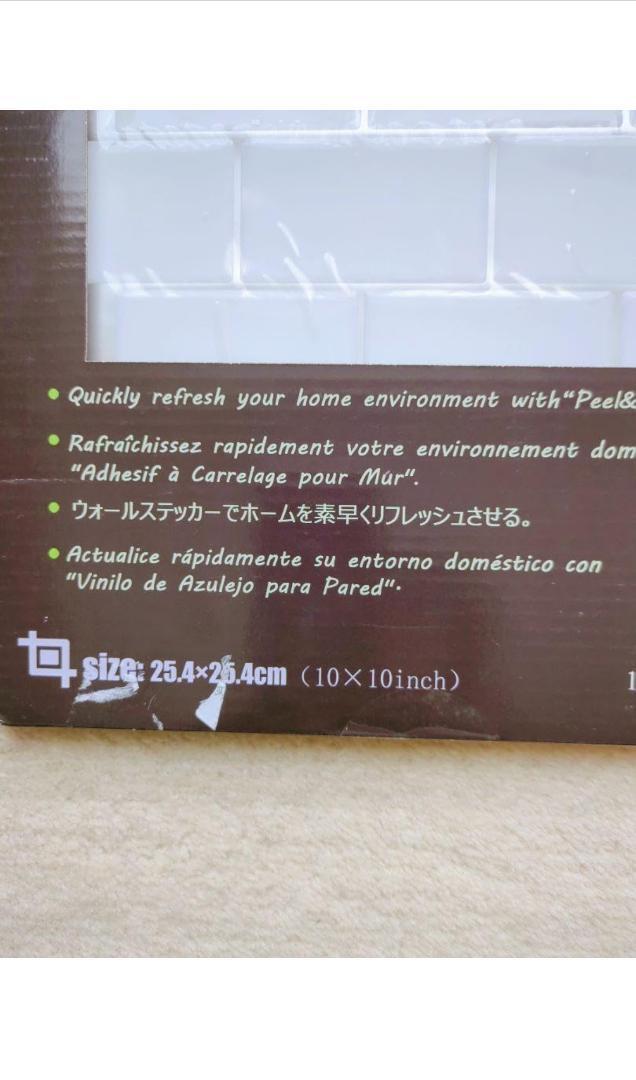 Quickly refresh your home environment with“Peel&
Rafraîchissez rapidement votre environnement dom
“Adhesif à Carrelage pour Mur“.
ウォールステッカーでホームを素早くリフレッシュさせる。
Actualice rápidamente su entorno doméstico con
“Vinilo de Azulejo para Pared“.
size: 25.4×25.4cm (10×10inch)
1